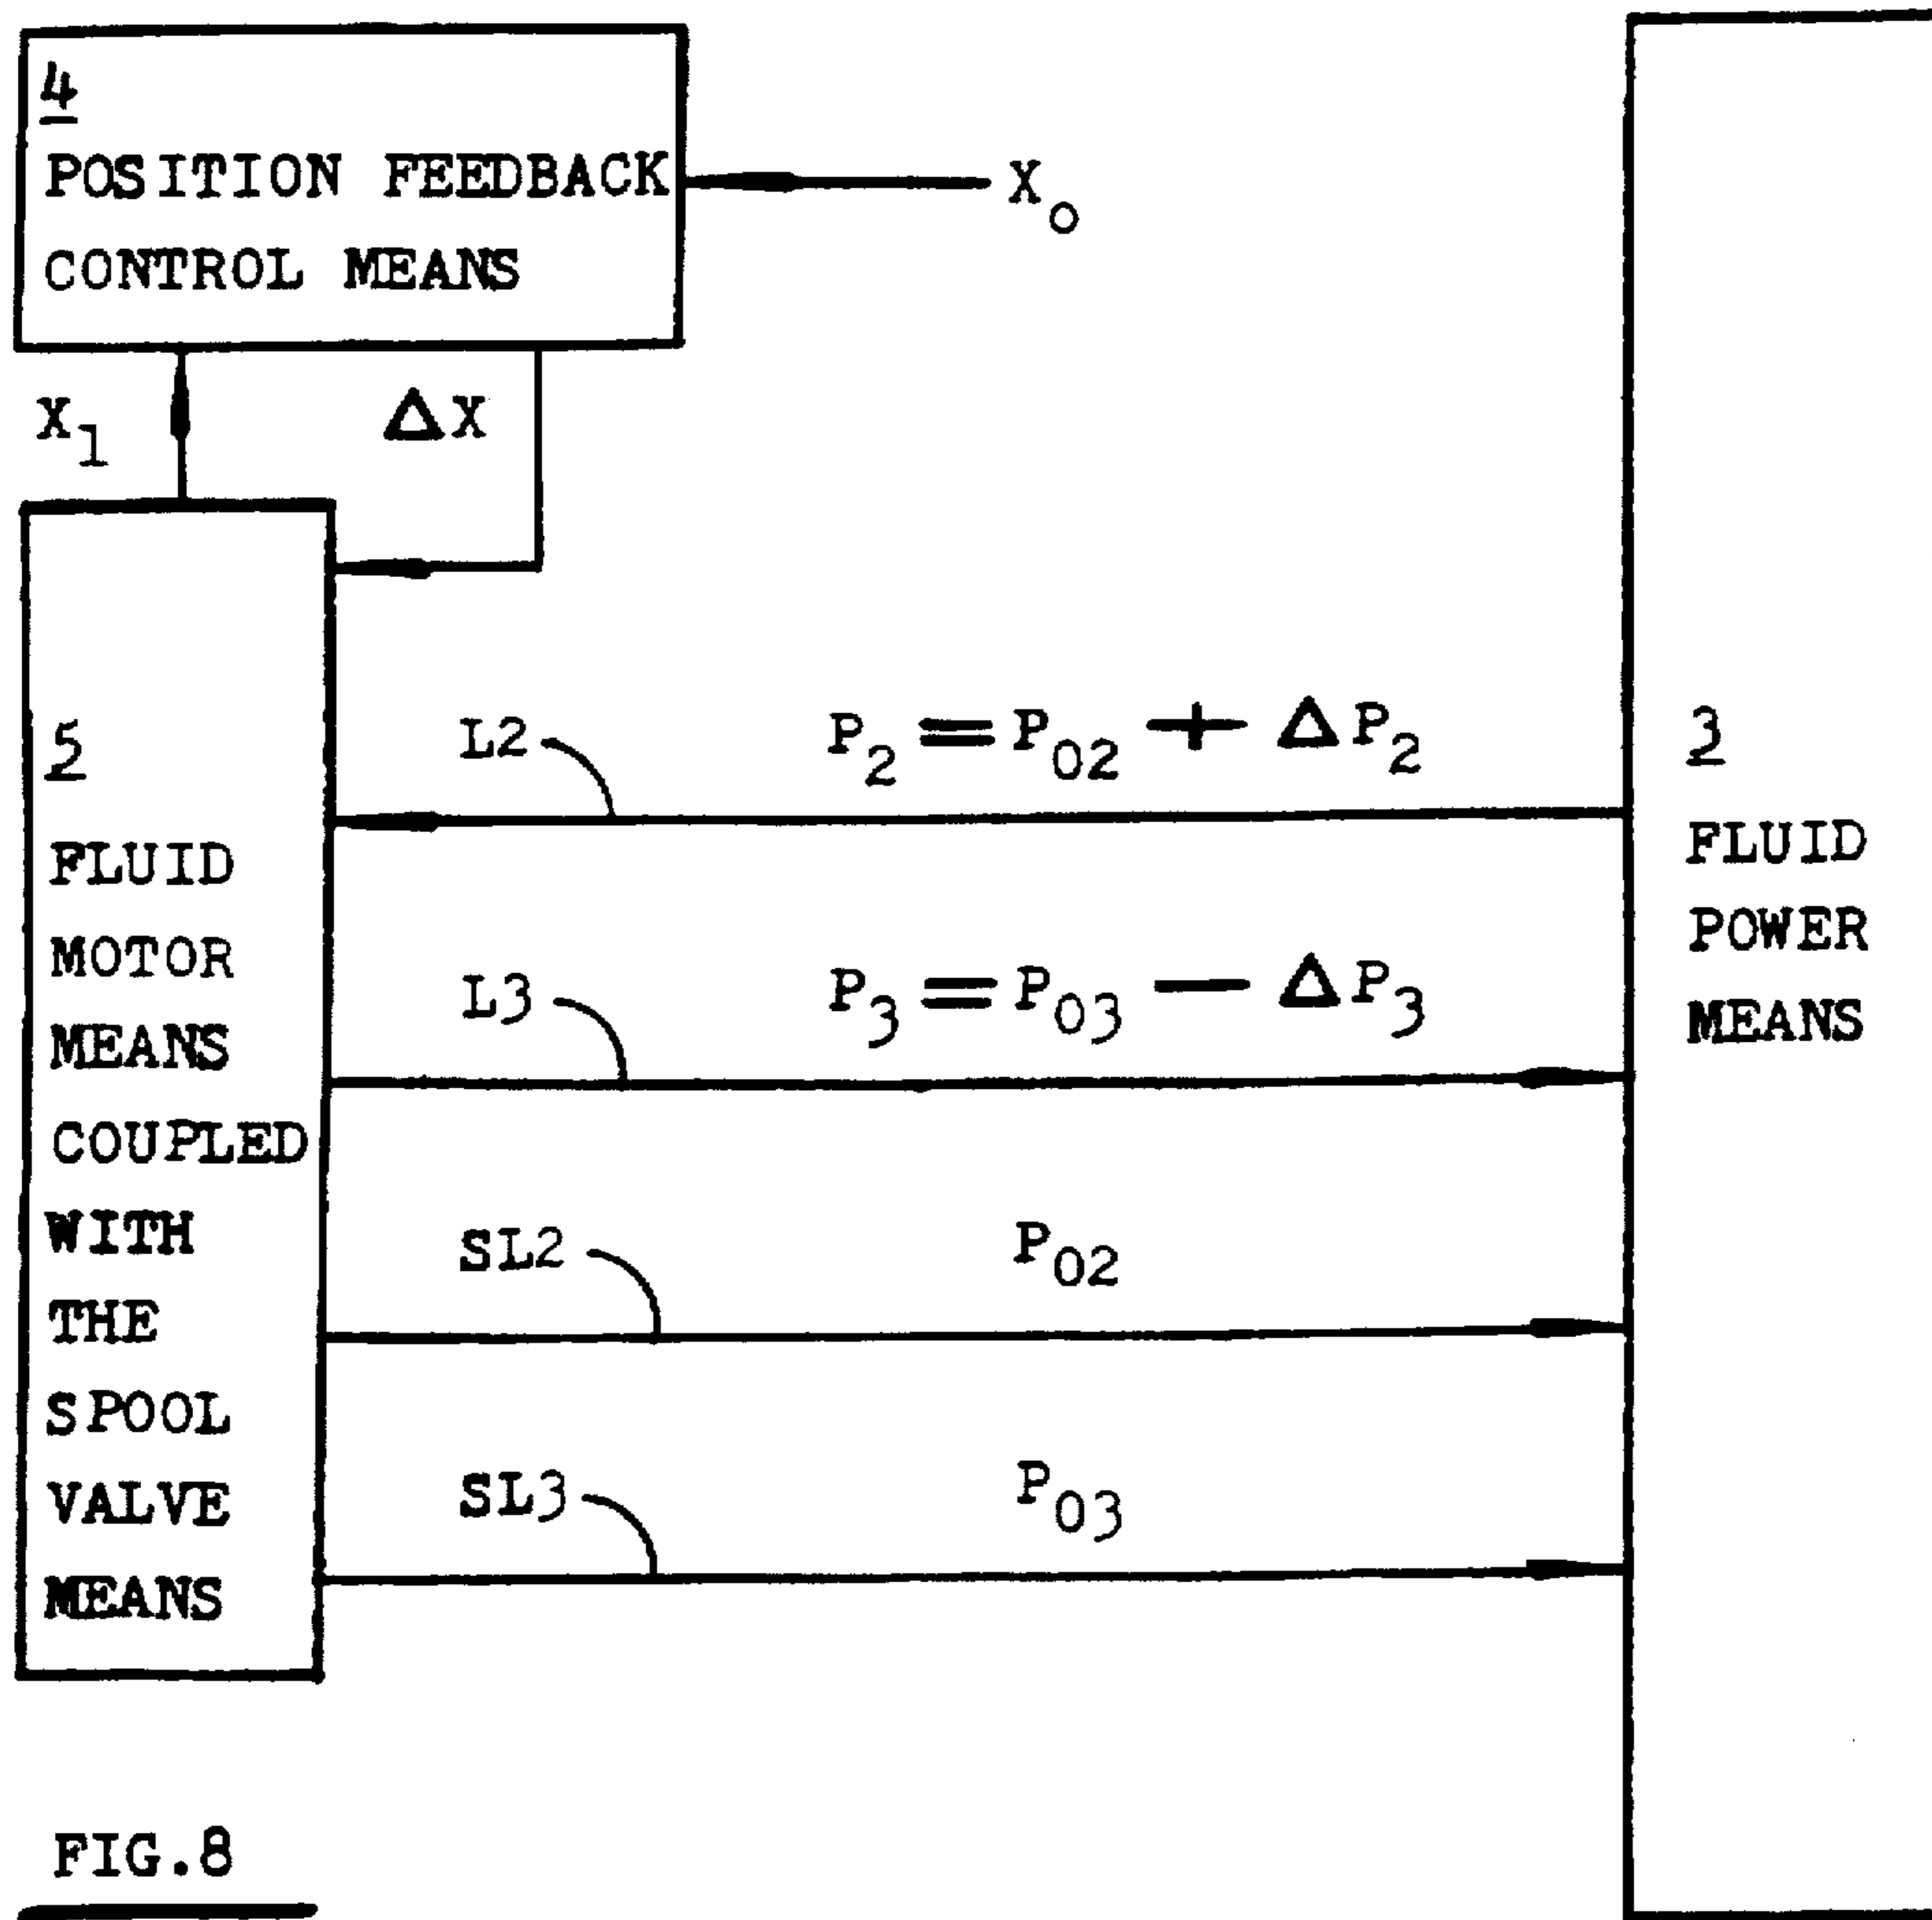 4
POSITION FEEDBACK
CONTROL MEANS
X₀
X₁
ΔX
5
FLUID
MOTOR
MEANS
COUPLED
WITH
THE
SPOOL
VALVE
MEANS
L2
P₂ = P₀₂ + ΔP₂
L3
P₃ = P₀₃ − ΔP₃
SL2
P₀₂
SL3
P₀₃
3
FLUID
POWER
MEANS
FIG.8